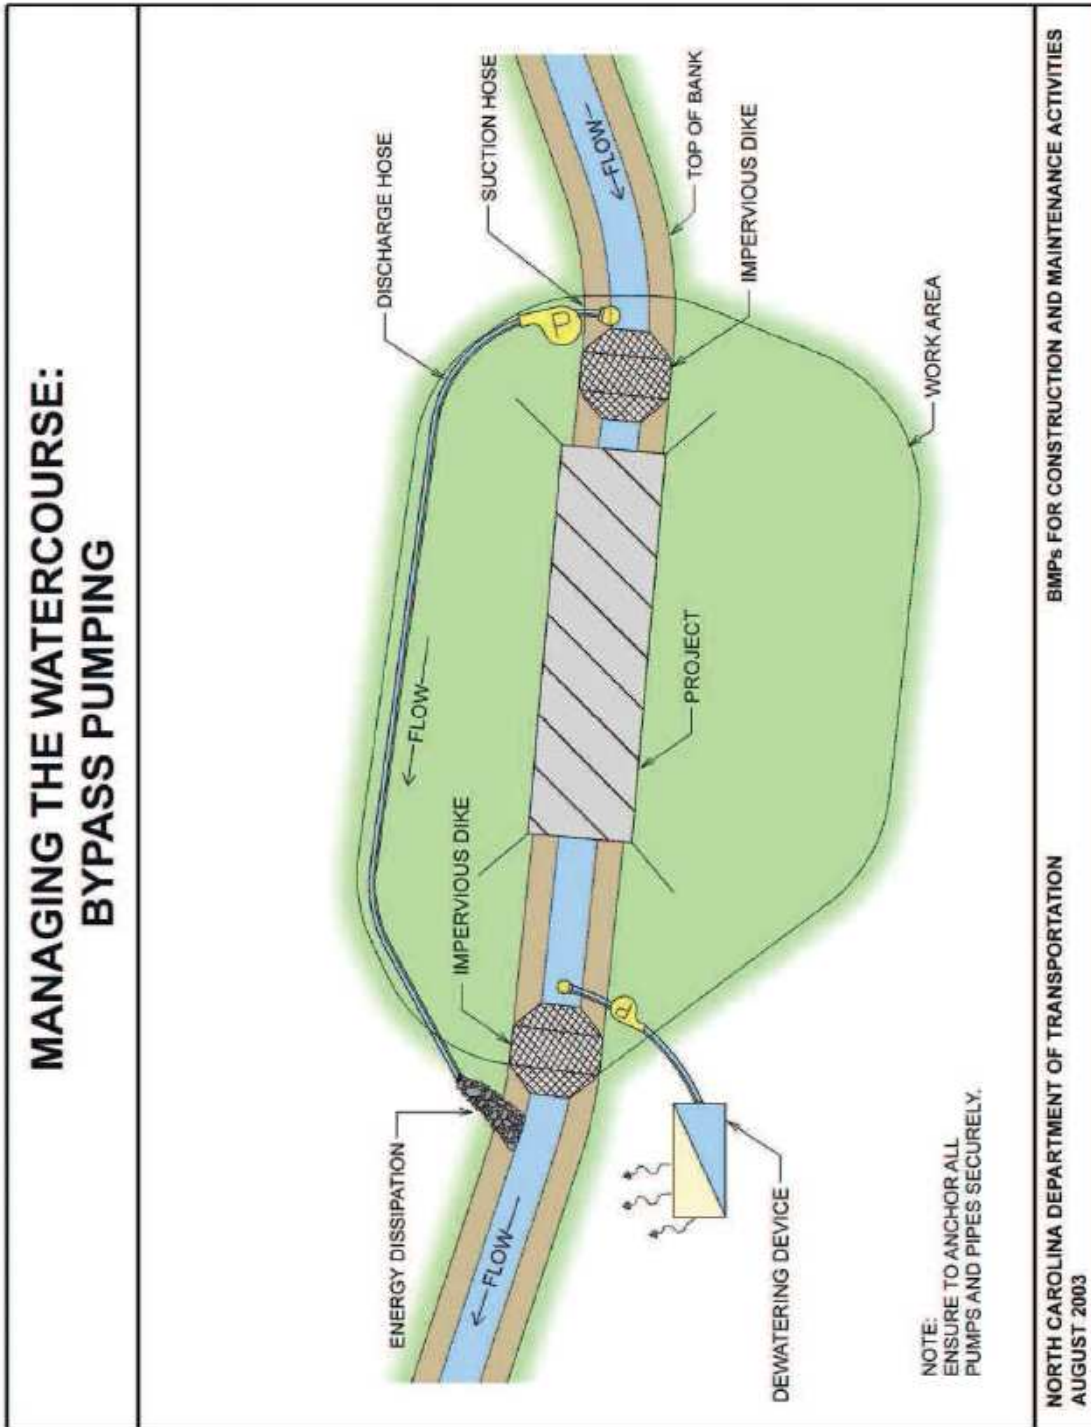 MANAGING THE WATERCOURSE:
BYPASS PUMPING
DISCHARGE HOSE
SUCTION HOSE
FLOW
TOP OF BANK
IMPERVIOUS DIKE
P
FLOW
WORK AREA
PROJECT
IMPERVIOUS DIKE
P
ENERGY DISSIPATION
FLOW
DEWATERING DEVICE
NOTE:
ENSURE TO ANCHOR ALL
PUMPS AND PIPES SECURELY.
NORTH CAROLINA DEPARTMENT OF TRANSPORTATION
AUGUST 2003
BMPs FOR CONSTRUCTION AND MAINTENANCE ACTIVITIES